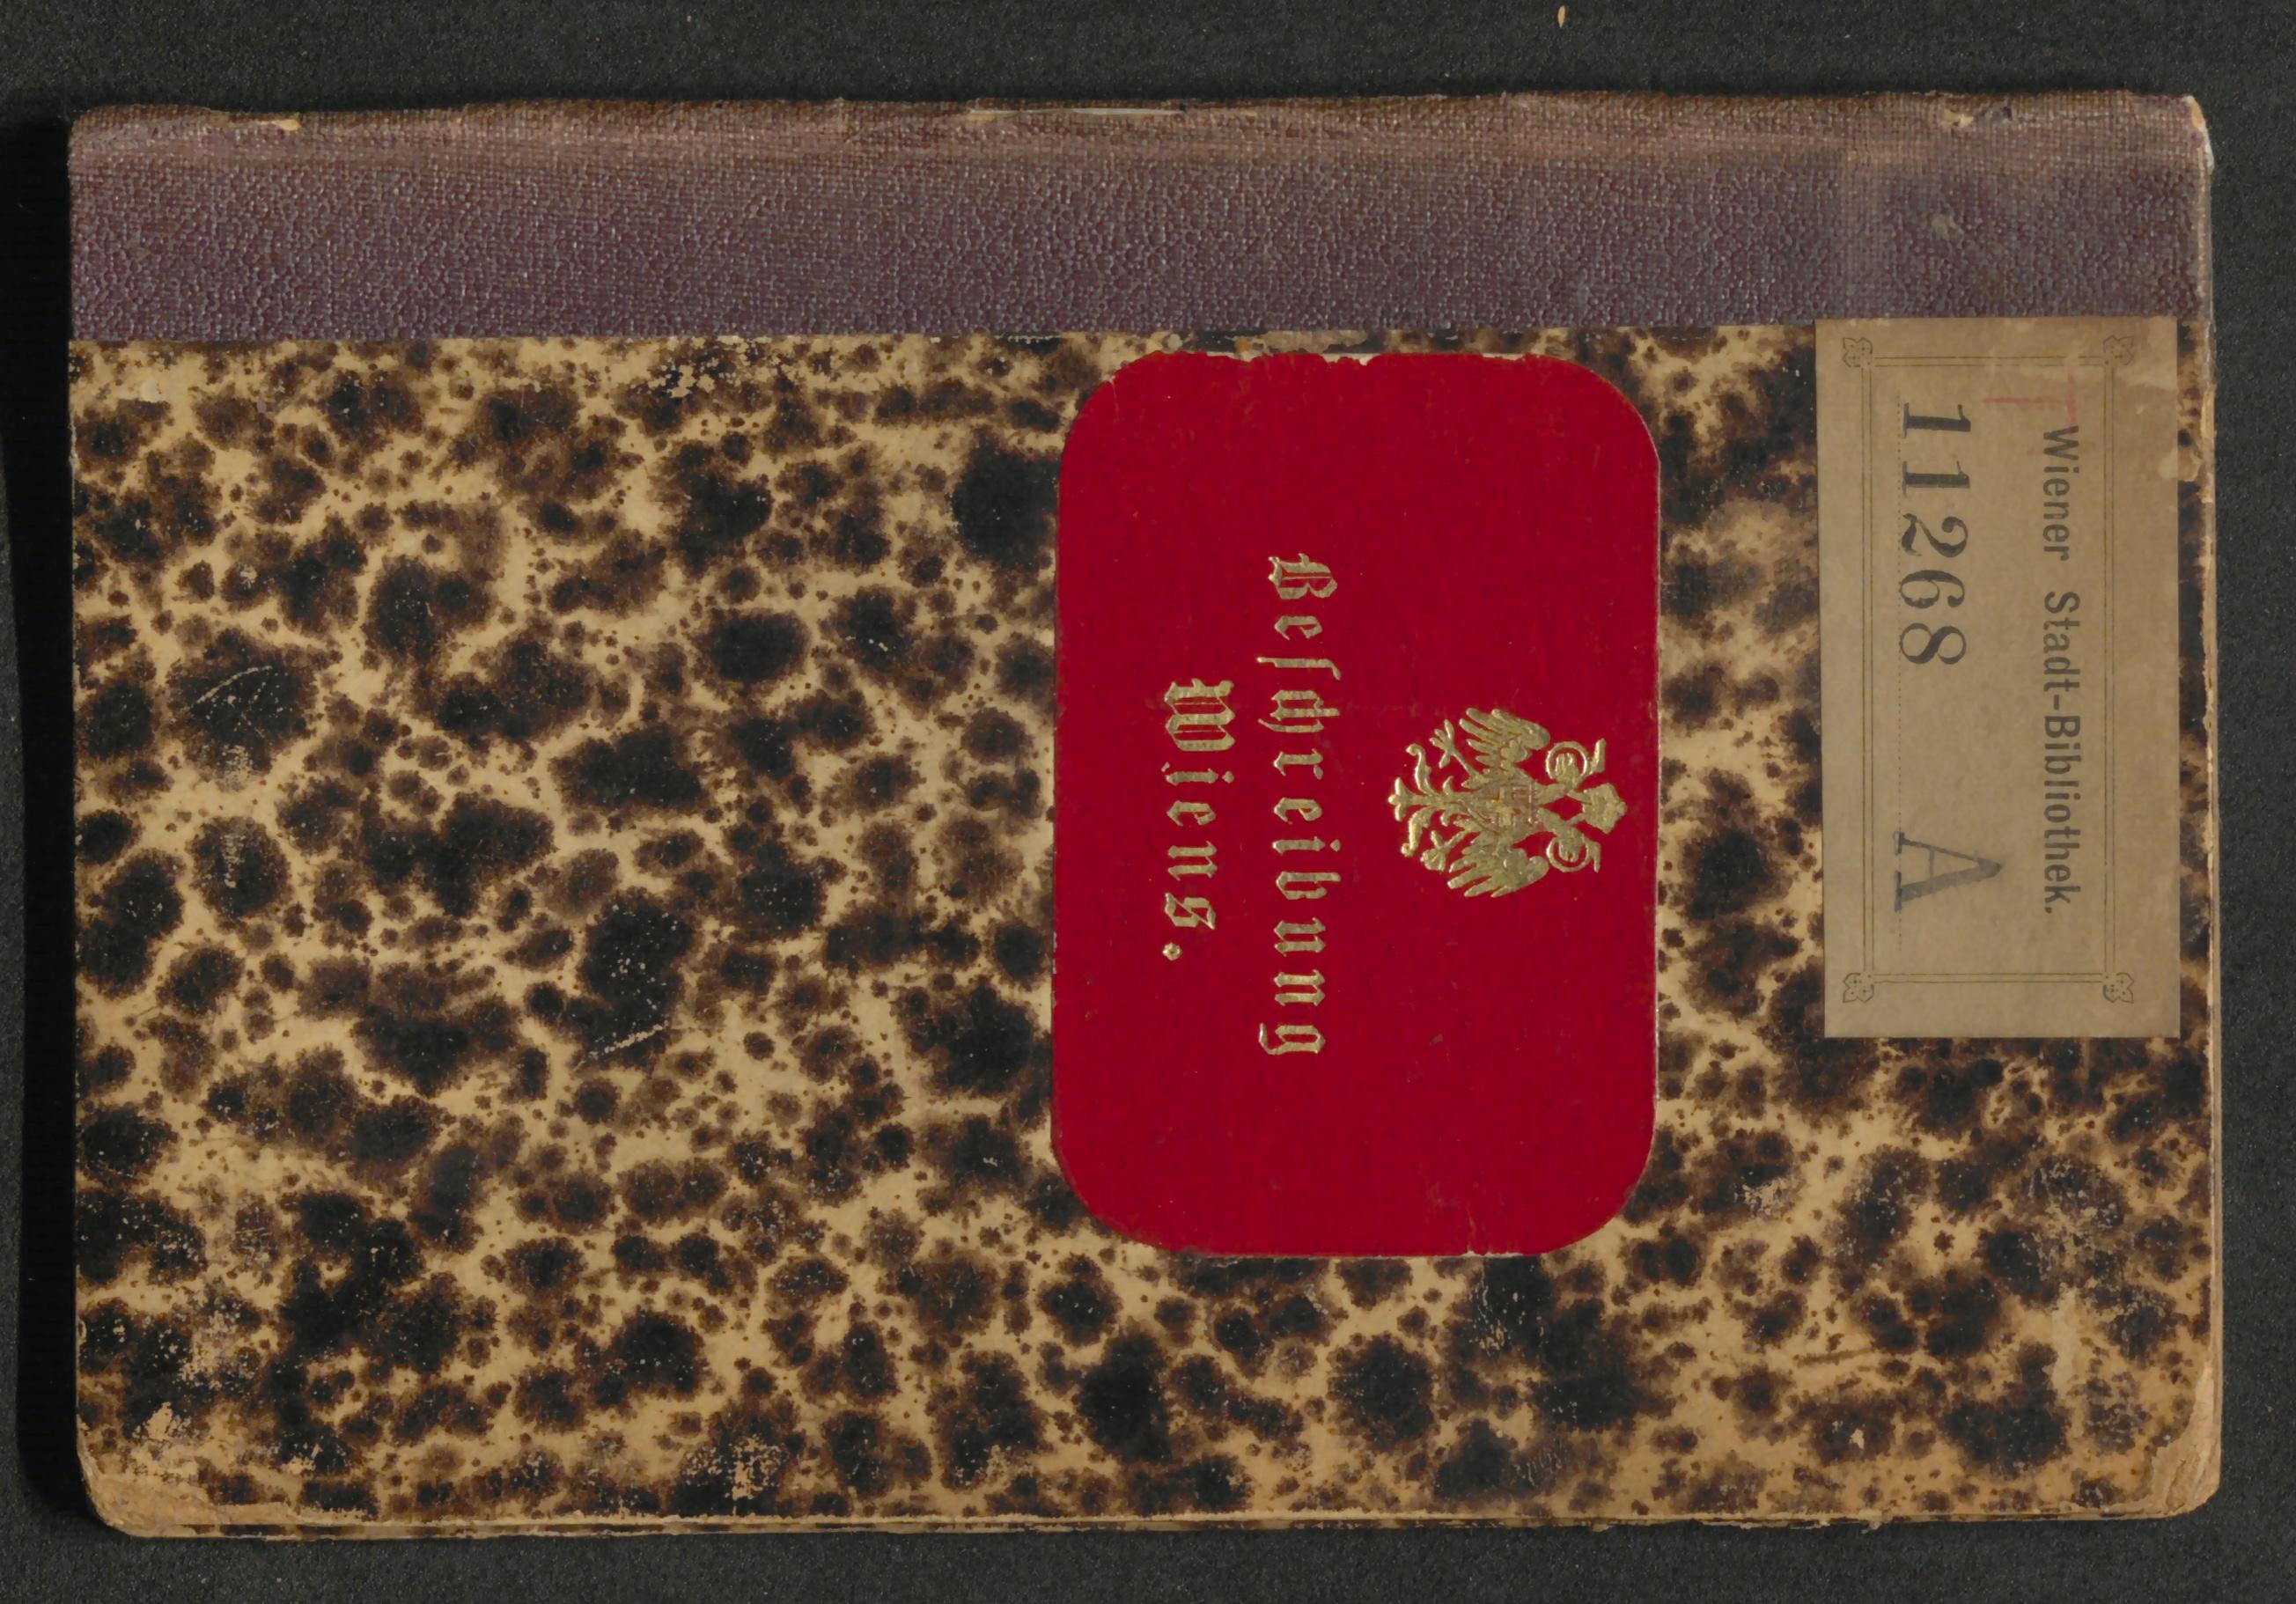 Wiener Stadt-Bibliothek.
11268 A
Beſchreibung
Wiens.